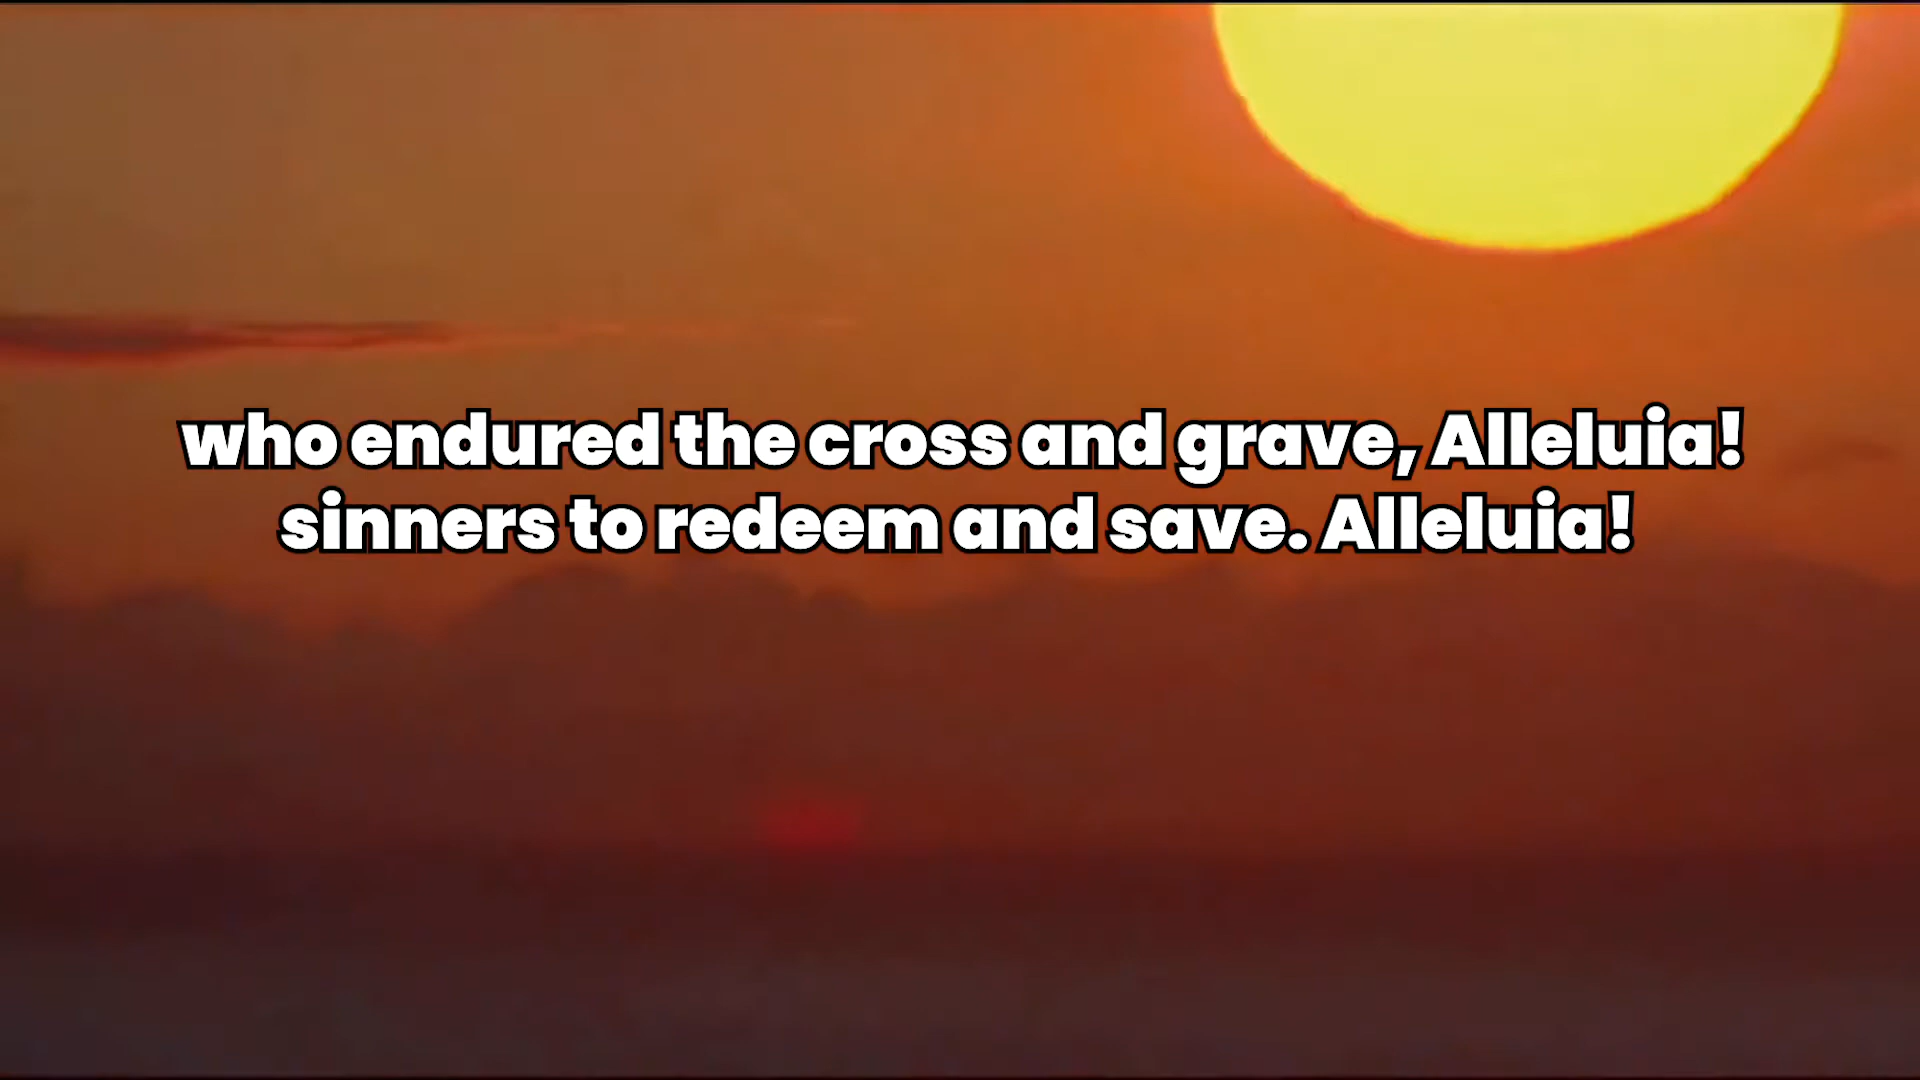 who endured the cross and grave, Alleluia!
sinners to redeem and save. Alleluia!